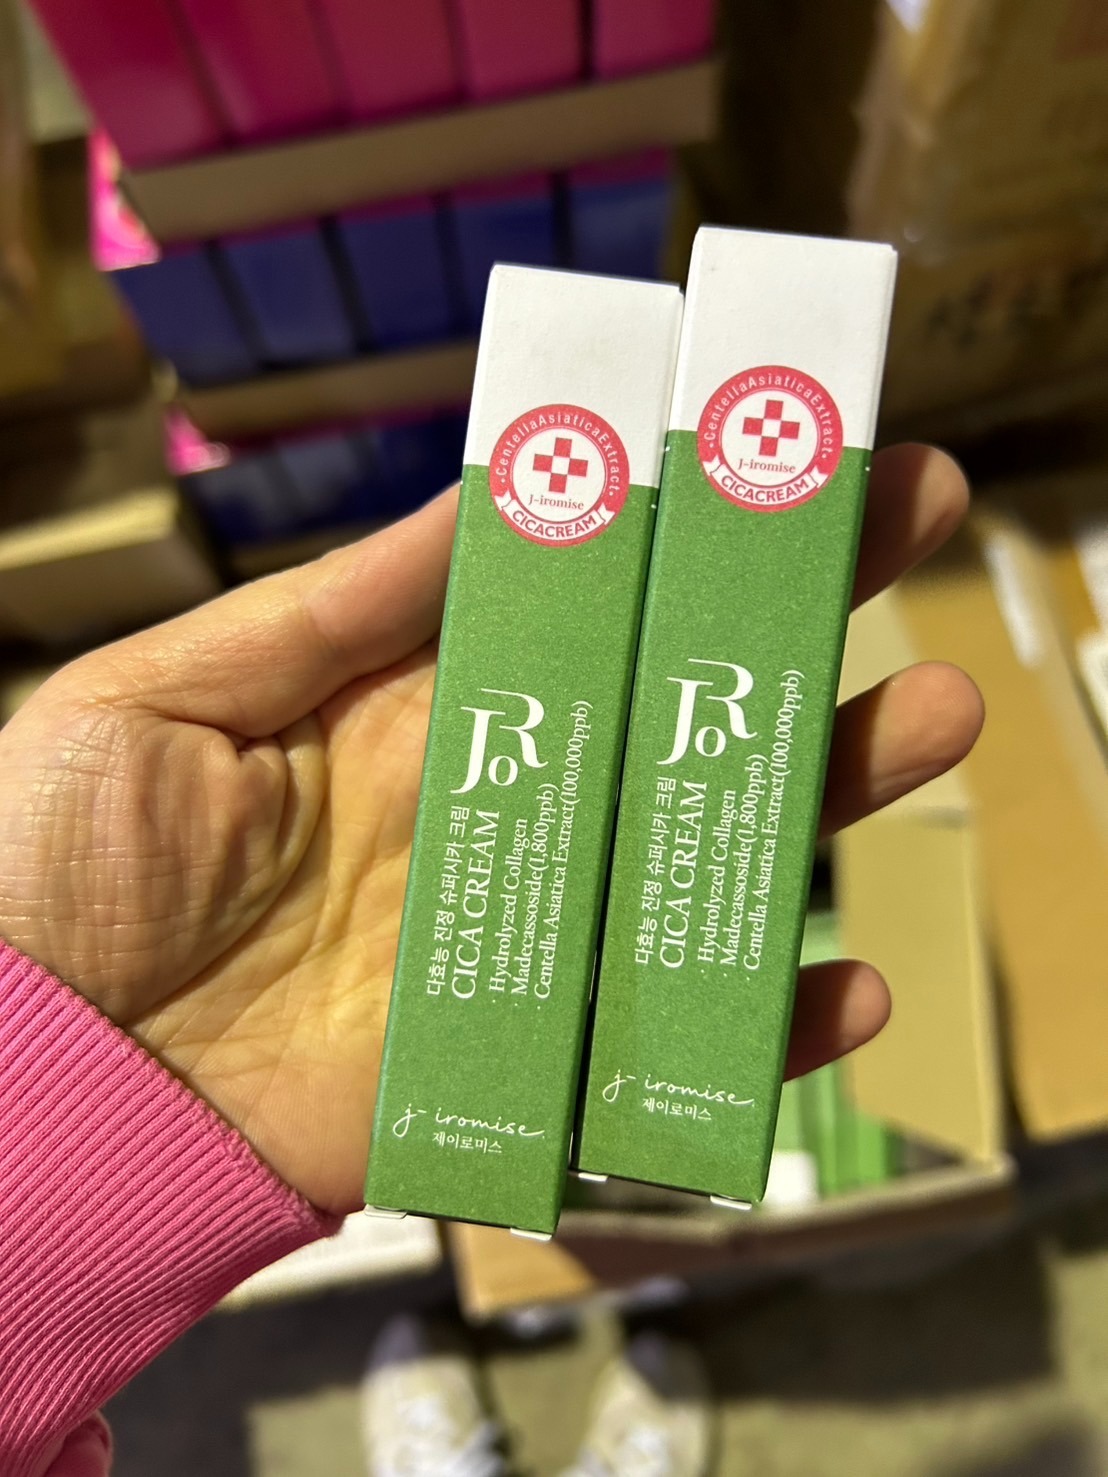 CentellaAsiaticaExtract
J-iromise
CICACREAM
JRo
다효능 진정 슈퍼시카 크림
CICA CREAM
· Hydrolyzed Collagen
· Madecassoside(1,800ppb)
· Centella Asiatica Extract(100,000ppb)
j- iromise.
제이로미스
CentellaAsiaticaExtract
J-iromise
CICACREAM
JRo
다효능 진정 슈퍼시카 크림
CICA CREAM
· Hydrolyzed Collagen
· Madecassoside(1,800ppb)
· Centella Asiatica Extract(100,000ppb)
j- iromise.
제이로미스